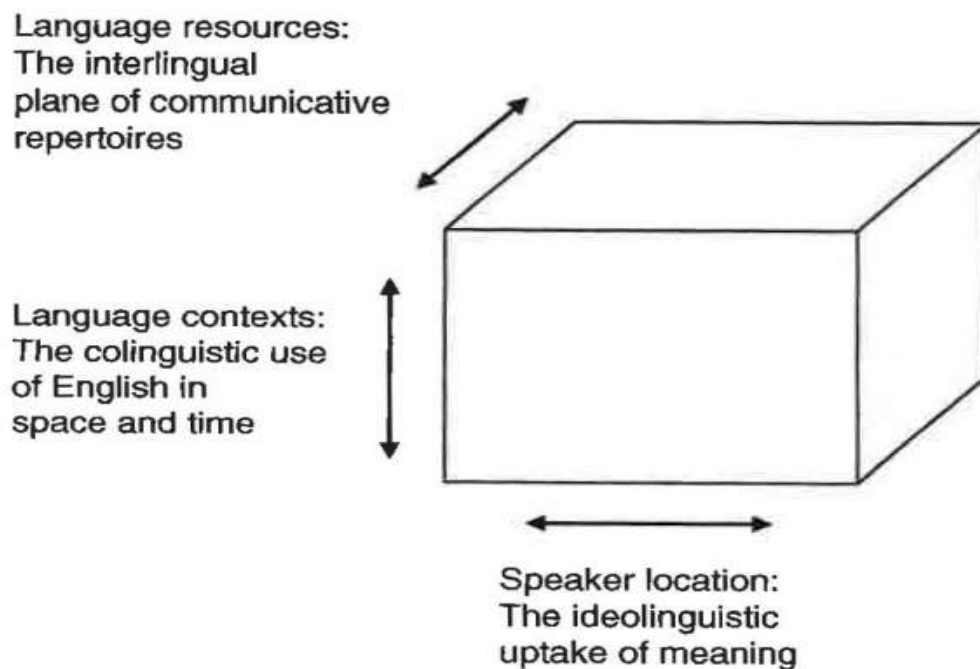 Language resources:
The interlingual
plane of communicative
repertoires
Language contexts:
The colinguistic use
of English in
space and time
Speaker location:
The ideolinguistic
uptake of meaning